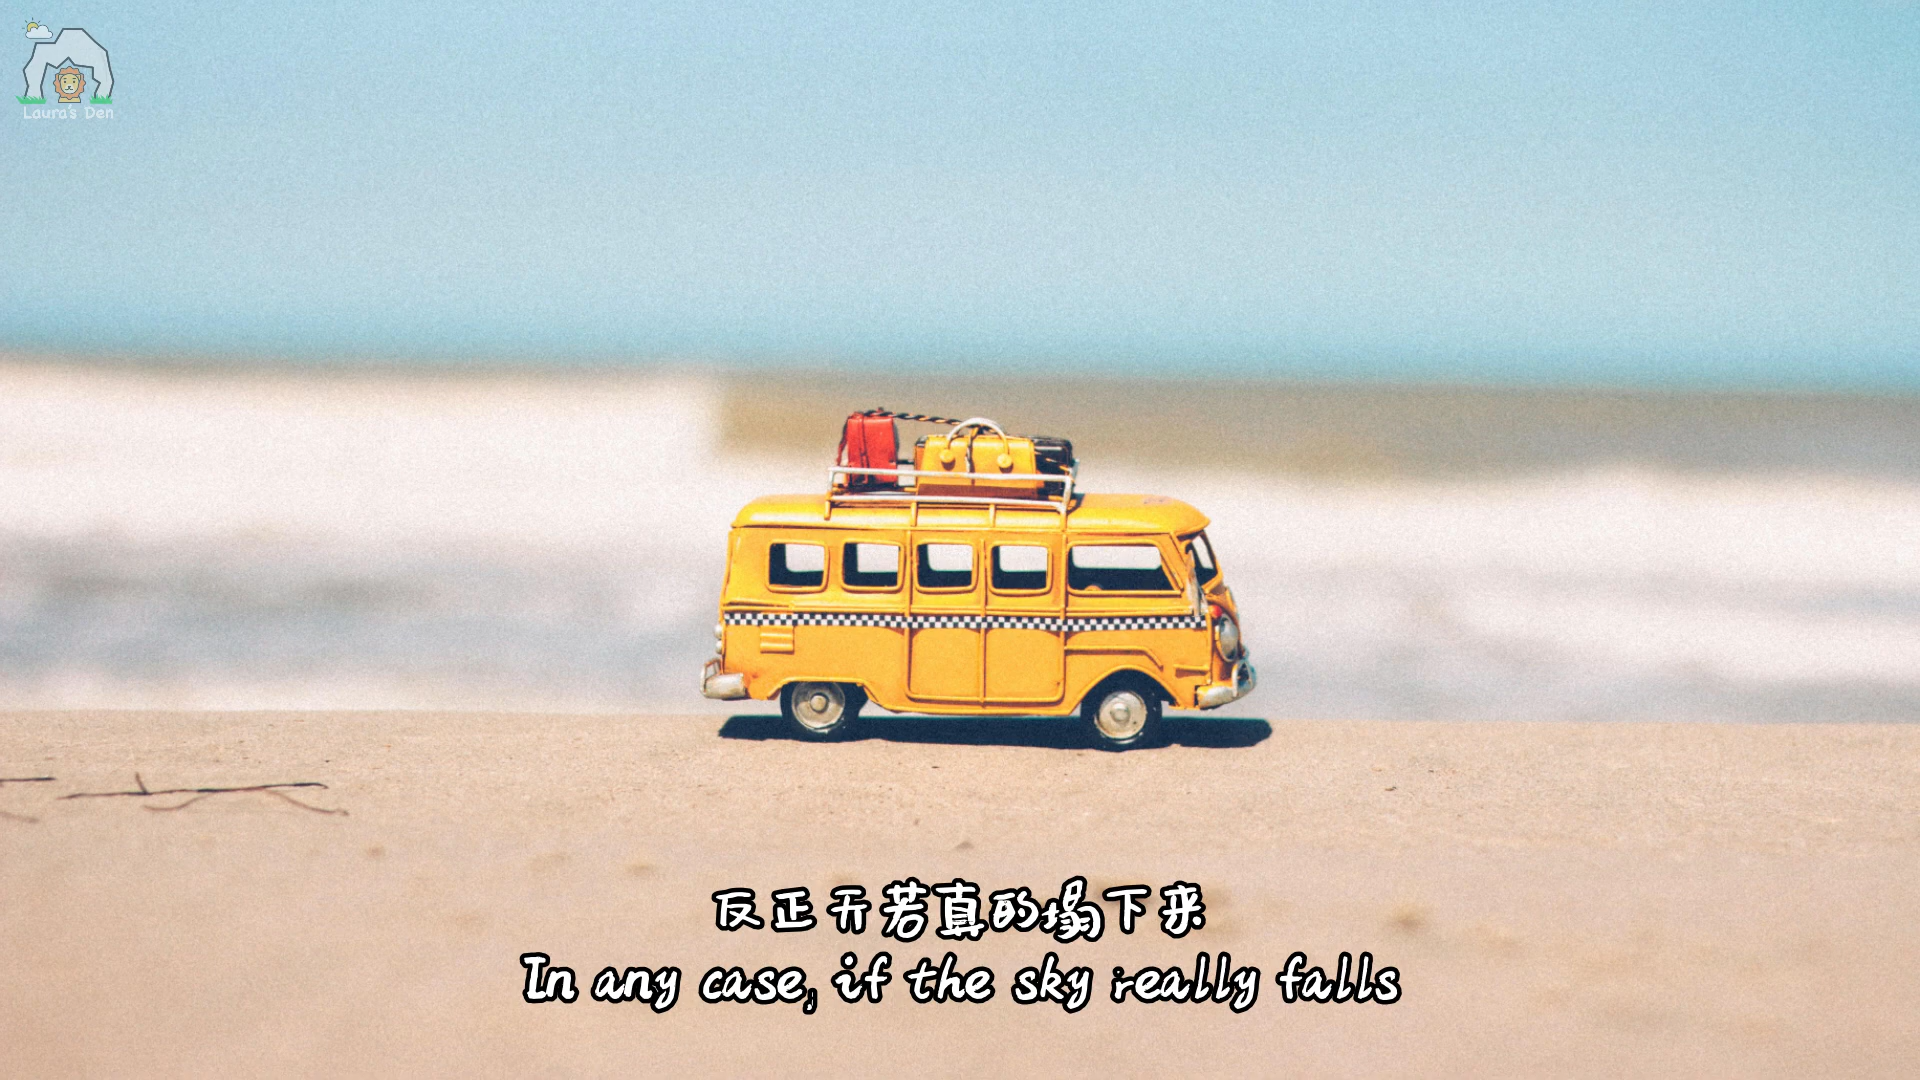 Laura's Den
反正天若真的塌下来
In any case, if the sky really falls